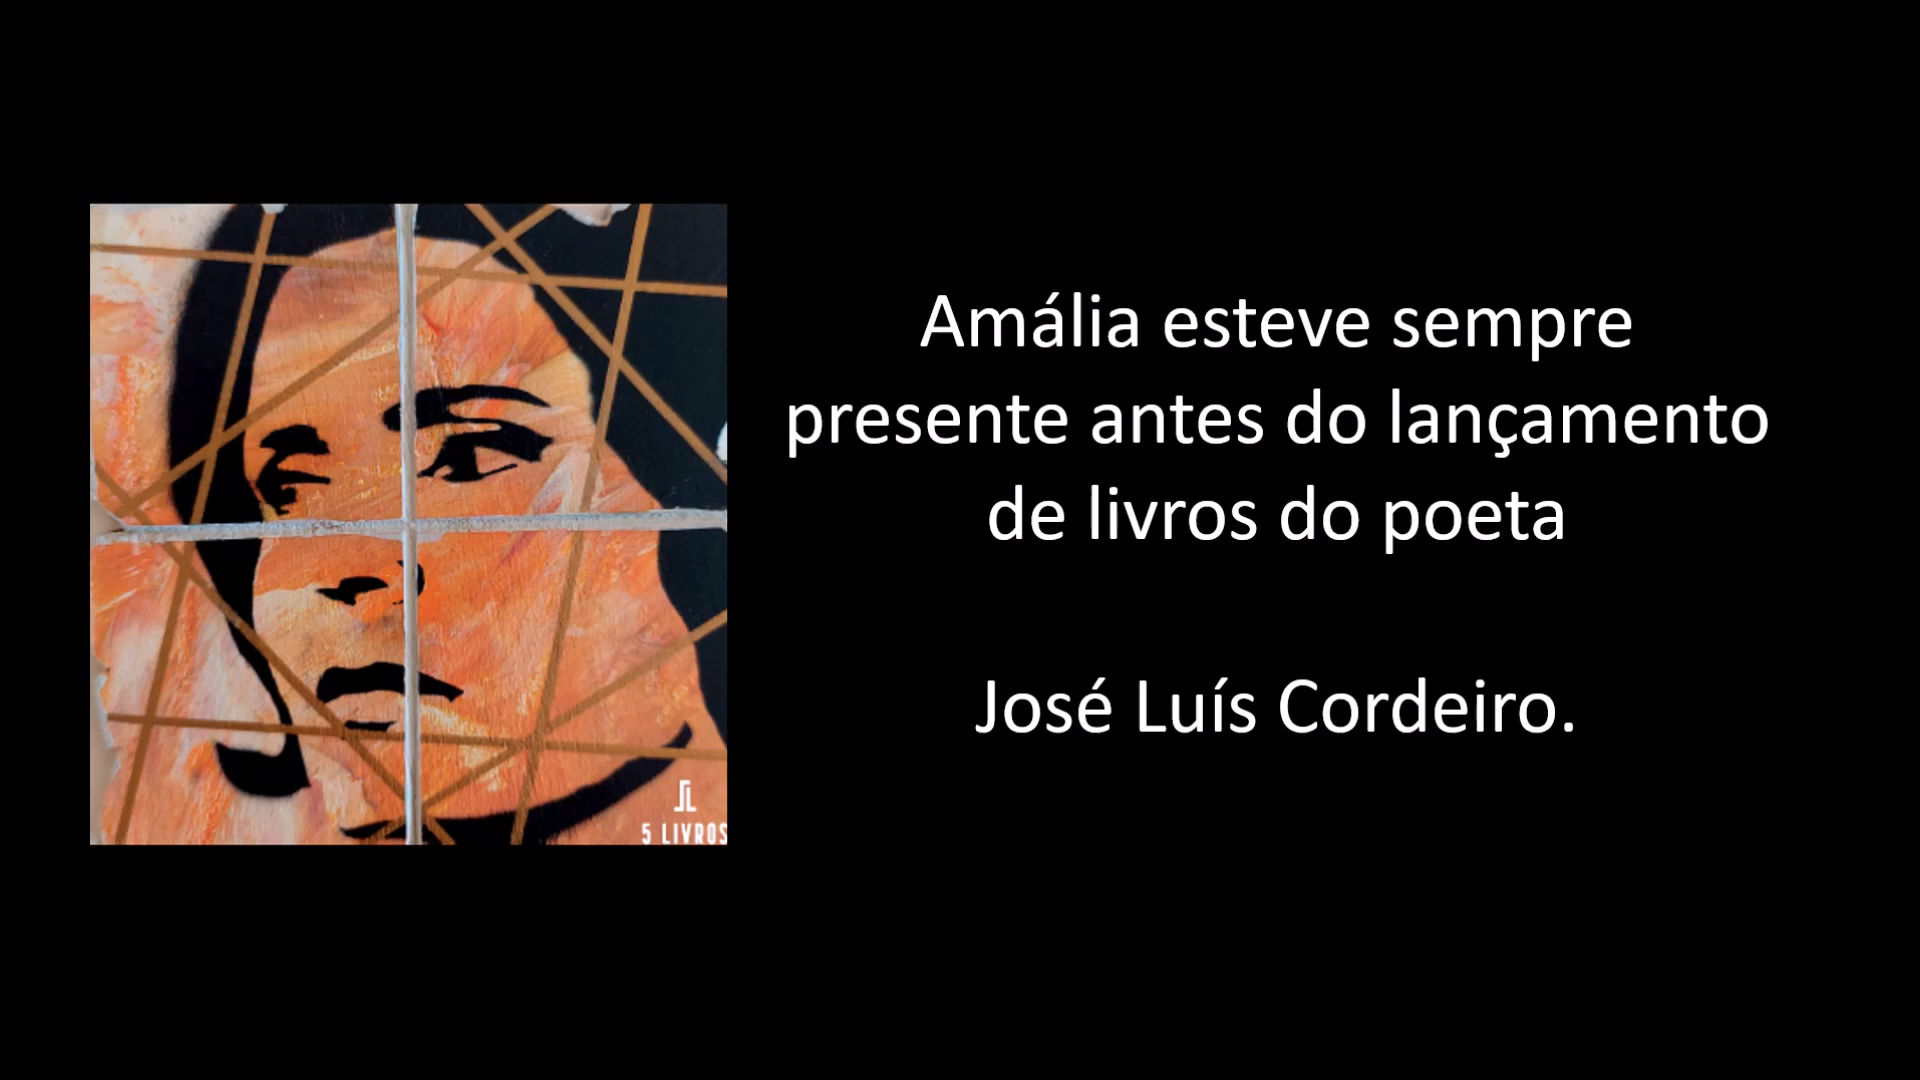 Amália esteve sempre
presente antes do lançamento
de livros do poeta
José Luís Cordeiro.
5 LIVROS